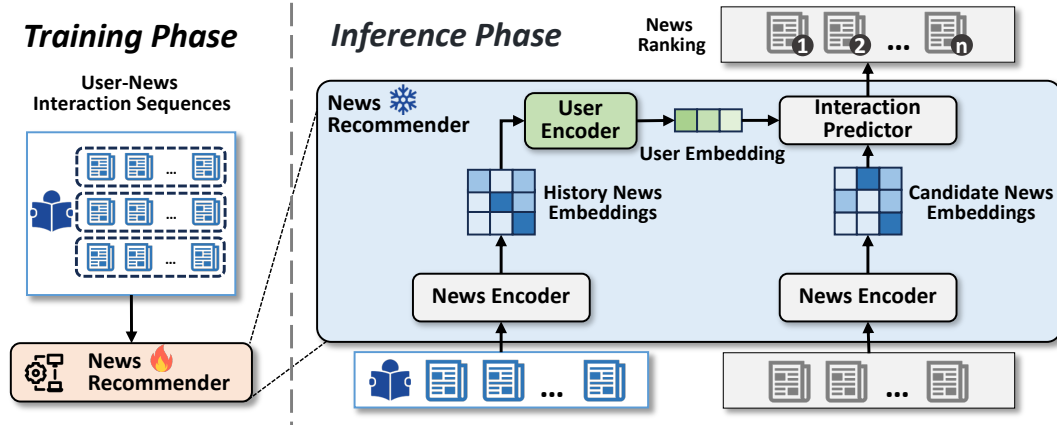 Training Phase
User-News
Interaction Sequences
...
...
...
News
Recommender
Inference Phase
News
Ranking
1
2
...
n
News
Recommender
User
Encoder
User Embedding
Interaction
Predictor
History News
Embeddings
Candidate News
Embeddings
News Encoder
News Encoder
...
...